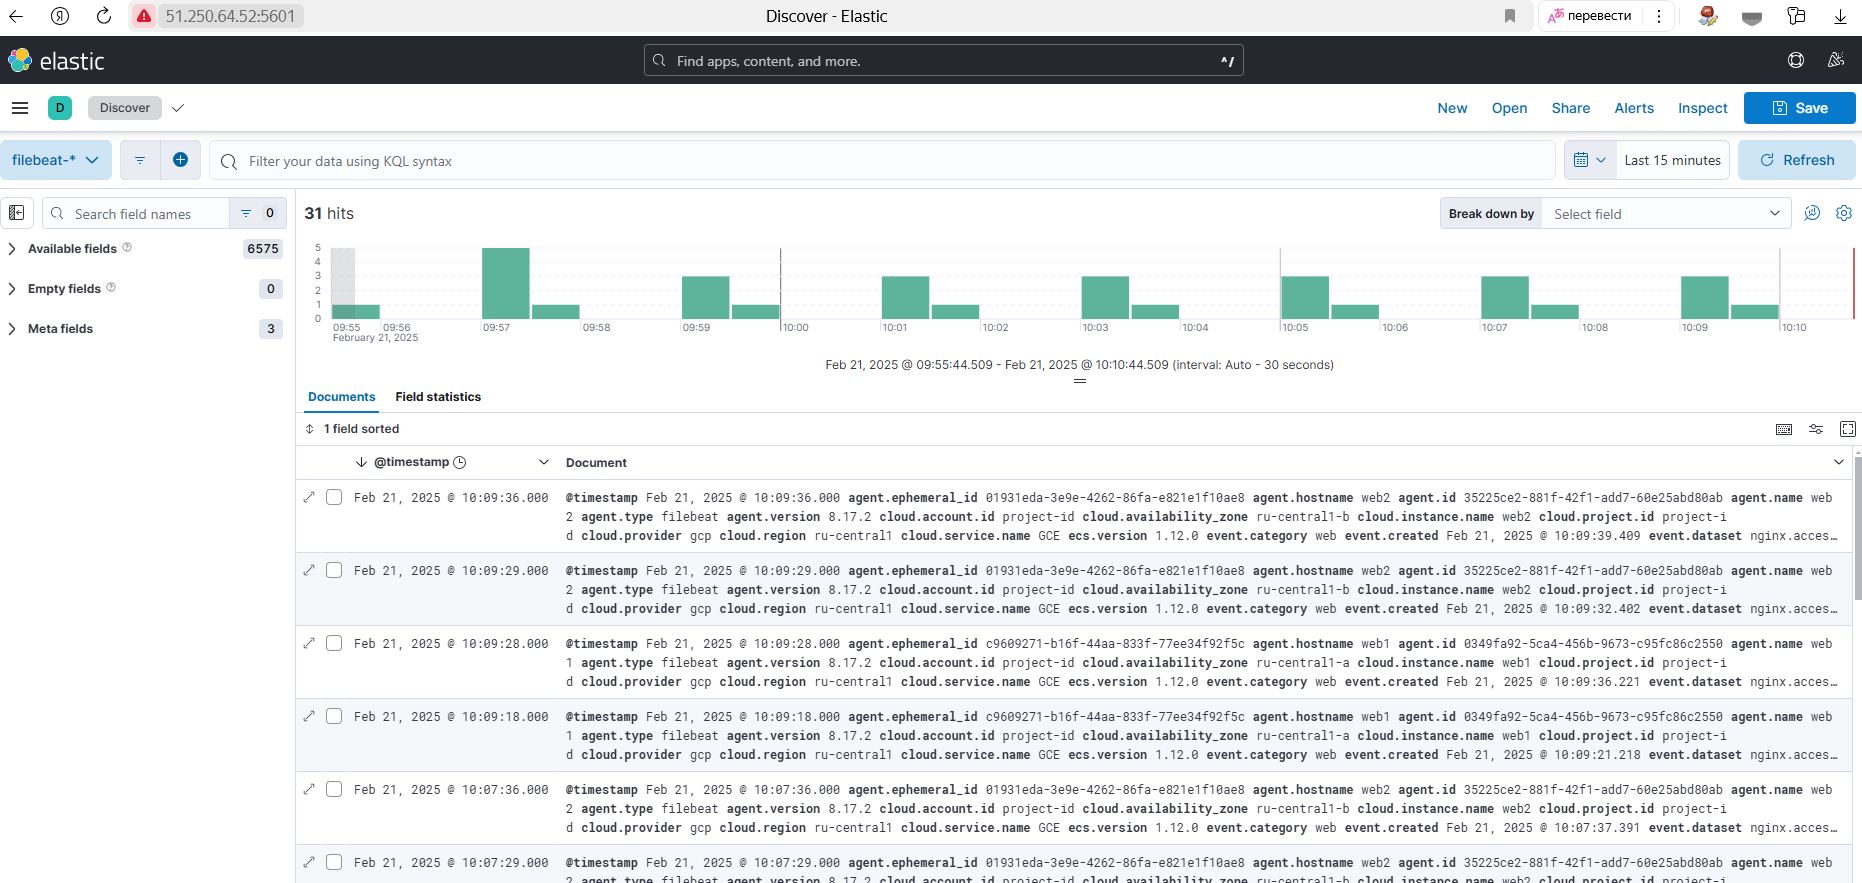 51.250.64.52:5601
Discover - Elastic
перевести
elastic
Find apps, content, and more.
^/
D
Discover
New
Open
Share
Alerts
Inspect
Save
filebeat-*
Filter your data using KQL syntax
Last 15 minutes
Refresh
Search field names
0
Available fields
6575
Empty fields
0
Meta fields
3
31 hits
Break down by
Select field
5
4
3
2
1
0
09:55 09:56 09:57 09:58 09:59 10:00 10:01 10:02 10:03 10:04 10:05 10:06 10:07 10:08 10:09 10:10
February 21, 2025
Feb 21, 2025 @ 09:55:44.509 - Feb 21, 2025 @ 10:10:44.509 (interval: Auto - 30 seconds)
Documents
Field statistics
1 field sorted
@timestamp
Document
Feb 21, 2025 @ 10:09:36.000
@timestamp Feb 21, 2025 @ 10:09:36.000 agent.ephemeral_id 01931eda-3e9e-4262-86fa-e821e1f10ae8 agent.hostname web2 agent.id 35225ce2-881f-42f1-add7-60e25abd80ab agent.name web
2 agent.type filebeat agent.version 8.17.2 cloud.account.id project-id cloud.availability_zone ru-central1-b cloud.instance.name web2 cloud.project.id project-i
d cloud.provider gcp cloud.region ru-central1 cloud.service.name GCE ecs.version 1.12.0 event.category web event.created Feb 21, 2025 @ 10:09:39.409 event.dataset nginx.acces…
Feb 21, 2025 @ 10:09:29.000
@timestamp Feb 21, 2025 @ 10:09:29.000 agent.ephemeral_id 01931eda-3e9e-4262-86fa-e821e1f10ae8 agent.hostname web2 agent.id 35225ce2-881f-42f1-add7-60e25abd80ab agent.name web
2 agent.type filebeat agent.version 8.17.2 cloud.account.id project-id cloud.availability_zone ru-central1-b cloud.instance.name web2 cloud.project.id project-i
d cloud.provider gcp cloud.region ru-central1 cloud.service.name GCE ecs.version 1.12.0 event.category web event.created Feb 21, 2025 @ 10:09:32.402 event.dataset nginx.acces…
Feb 21, 2025 @ 10:09:28.000
@timestamp Feb 21, 2025 @ 10:09:28.000 agent.ephemeral_id c9609271-b16f-44aa-833f-77ee34f92f5c agent.hostname web1 agent.id 0349fa92-5ca4-456b-9673-c95fc86c2550 agent.name web
1 agent.type filebeat agent.version 8.17.2 cloud.account.id project-id cloud.availability_zone ru-central1-a cloud.instance.name web1 cloud.project.id project-i
d cloud.provider gcp cloud.region ru-central1 cloud.service.name GCE ecs.version 1.12.0 event.category web event.created Feb 21, 2025 @ 10:09:36.221 event.dataset nginx.acces…
Feb 21, 2025 @ 10:09:18.000
@timestamp Feb 21, 2025 @ 10:09:18.000 agent.ephemeral_id c9609271-b16f-44aa-833f-77ee34f92f5c agent.hostname web1 agent.id 0349fa92-5ca4-456b-9673-c95fc86c2550 agent.name web
1 agent.type filebeat agent.version 8.17.2 cloud.account.id project-id cloud.availability_zone ru-central1-a cloud.instance.name web1 cloud.project.id project-i
d cloud.provider gcp cloud.region ru-central1 cloud.service.name GCE ecs.version 1.12.0 event.category web event.created Feb 21, 2025 @ 10:09:21.218 event.dataset nginx.acces…
Feb 21, 2025 @ 10:07:36.000
@timestamp Feb 21, 2025 @ 10:07:36.000 agent.ephemeral_id 01931eda-3e9e-4262-86fa-e821e1f10ae8 agent.hostname web2 agent.id 35225ce2-881f-42f1-add7-60e25abd80ab agent.name web
2 agent.type filebeat agent.version 8.17.2 cloud.account.id project-id cloud.availability_zone ru-central1-b cloud.instance.name web2 cloud.project.id project-i
d cloud.provider gcp cloud.region ru-central1 cloud.service.name GCE ecs.version 1.12.0 event.category web event.created Feb 21, 2025 @ 10:07:37.391 event.dataset nginx.acces…
Feb 21, 2025 @ 10:07:29.000
@timestamp Feb 21, 2025 @ 10:07:29.000 agent.ephemeral_id 01931eda-3e9e-4262-86fa-e821e1f10ae8 agent.hostname web2 agent.id 35225ce2-881f-42f1-add7-60e25abd80ab agent.name web
2 agent.type filebeat agent.version 8.17.2 cloud.account.id project-id cloud.availability_zone ru-central1-b cloud.instance.name web2 cloud.project.id project-i